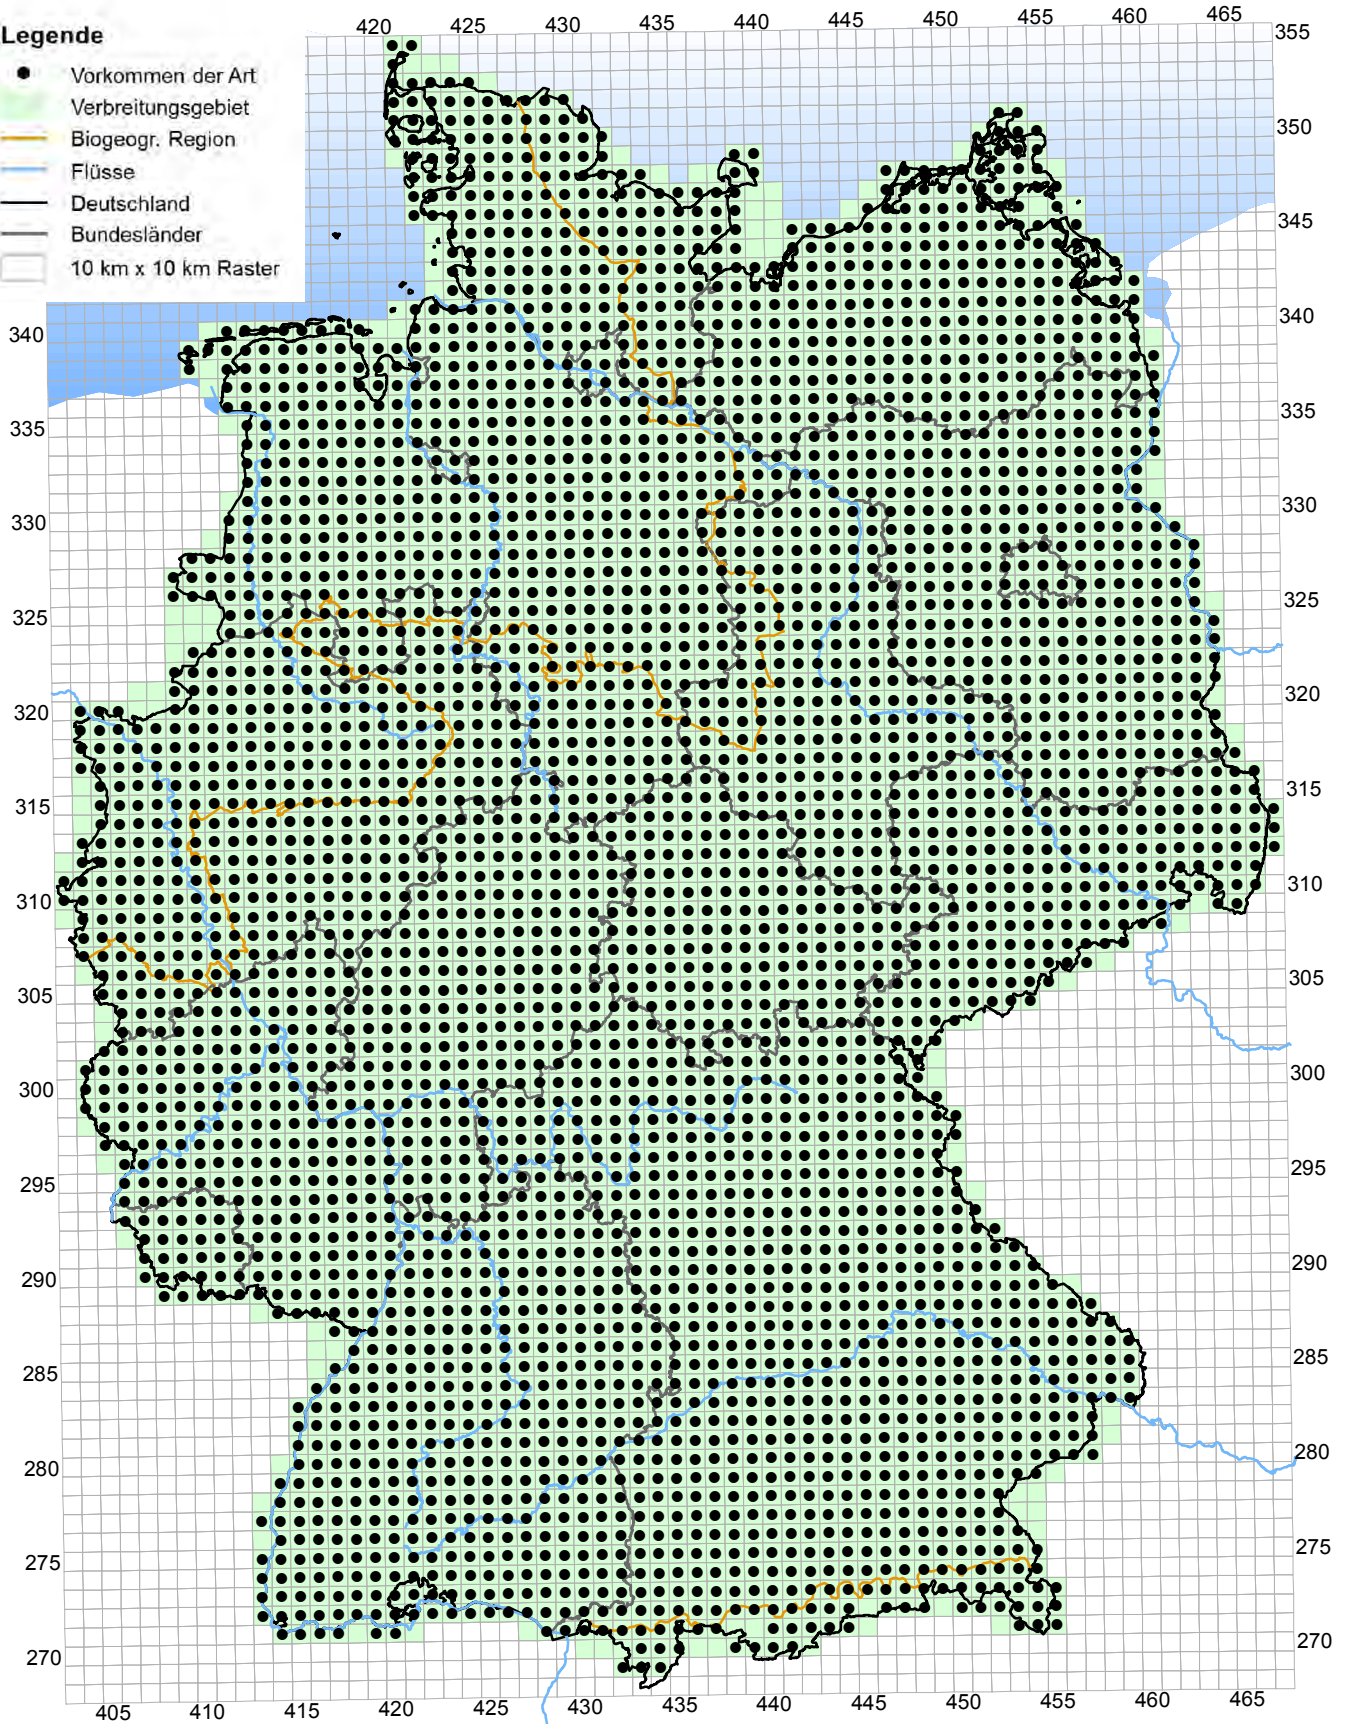 Legende
Vorkommen der Art
Verbreitungsgebiet
Biogeogr. Region
Flüsse
Deutschland
Bundesländer
10 km x 10 km Raster
420 425 430 435 440 445 450 455 460 465
355
350
345
340 340
335 335
330 330
325 325
320 320
315 315
310 310
305 305
300 300
295 295
290 290
285 285
280 280
275 275
270 270
405 410 415 420 425 430 435 440 445 450 455 460 465